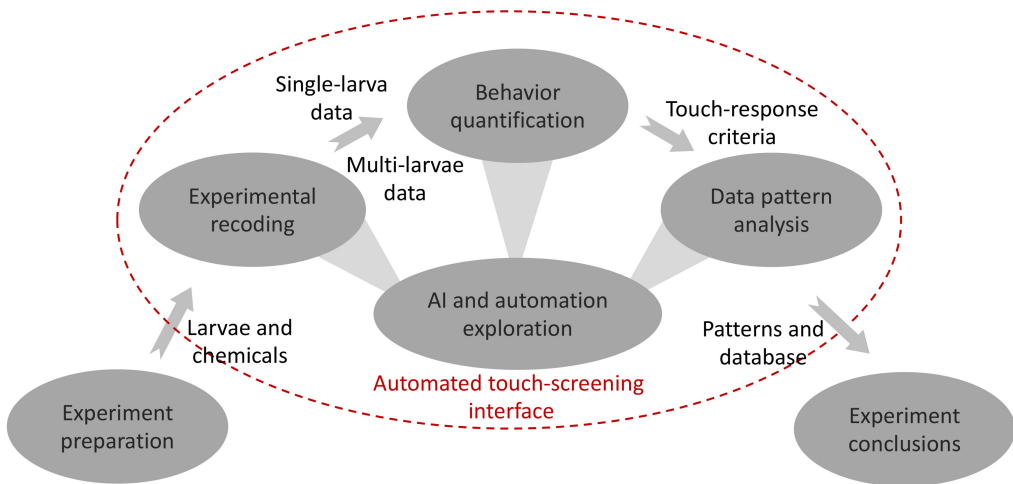 Single-larva
data
Behavior
quantification
Touch-response
criteria
Multi-larvae
data
Experimental
recoding
Data pattern
analysis
AI and automation
exploration
Larvae and
chemicals
Patterns and
database
Automated touch-screening
interface
Experiment
preparation
Experiment
conclusions